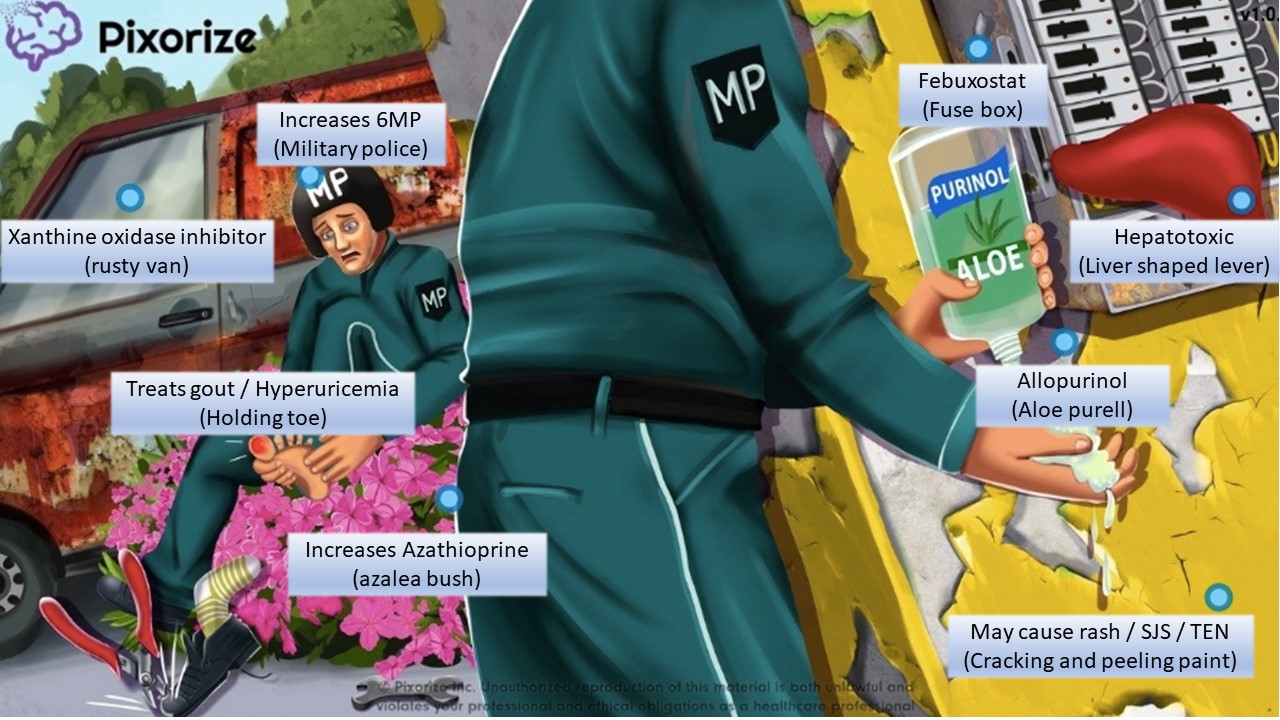 Pixorize
v1.0
Febuxostat
(Fuse box)
Increases 6MP
(Military police)
MP
MP
PURINOL
ALOE
MP
Xanthine oxidase inhibitor
(rusty van)
Hepatotoxic
(Liver shaped lever)
Treats gout / Hyperuricemia
(Holding toe)
Allopurinol
(Aloe purell)
Increases Azathioprine
(azalea bush)
May cause rash / SJS / TEN
(Cracking and peeling paint)
© Pixorize Inc. Unauthorized reproduction of this material is both unlawful and
violates your professional and ethical obligations as a healthcare professional